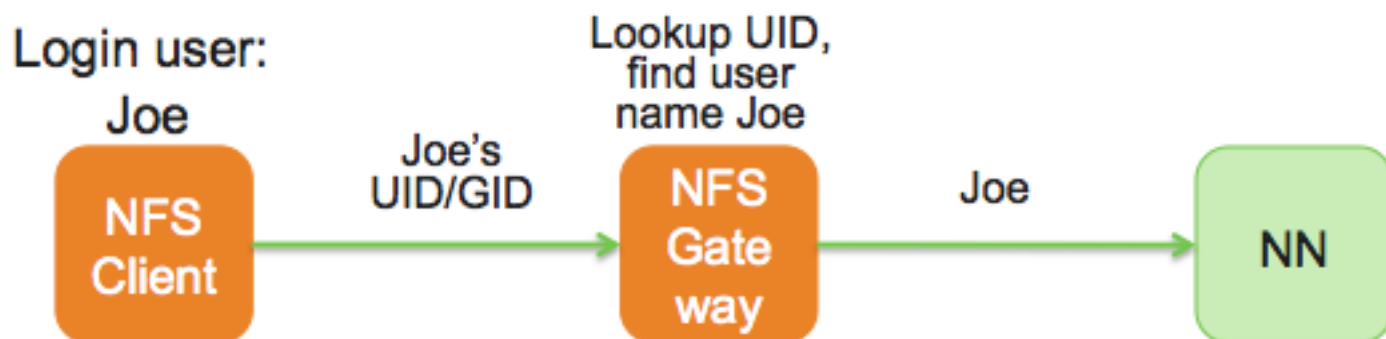 Login user:
Joe
NFS
Client
Joe's
UID/GID
Lookup UID,
find user
name Joe
NFS
Gate
way
Joe
NN